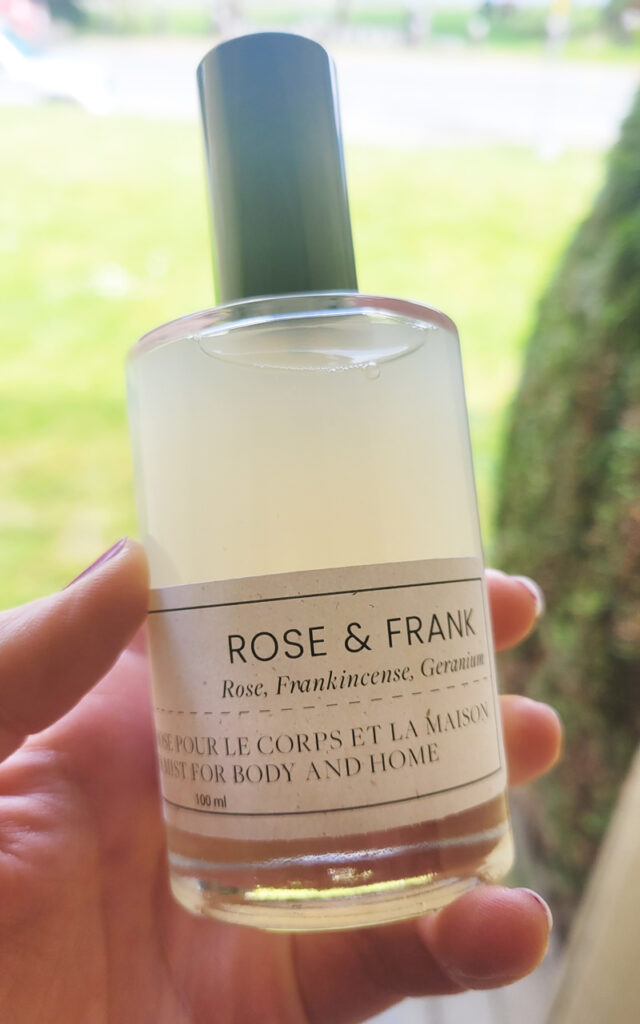 ROSE & FRANK
Rose, Frankincense, Geranium
POUR LE CORPS ET LA MAISON
MIST FOR BODY AND HOME
100 ml